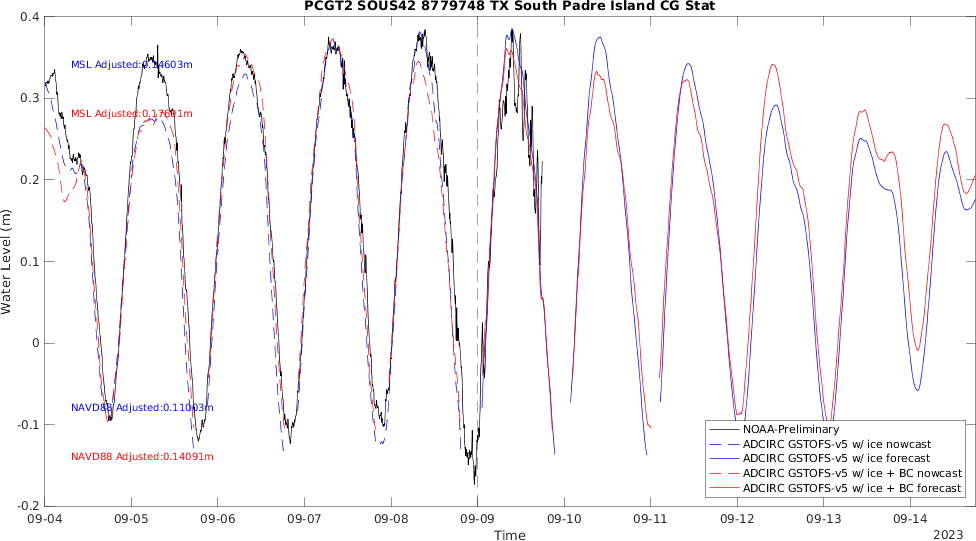 PCGT2 SOUS42 8779748 TX South Padre Island CG Stat
0.4
0.3
0.2
0.1
0
-0.1
-0.2
Water Level (m)
MSL Adjusted:0.14603m
MSL Adjusted:0.17691m
NAVD88 Adjusted:0.11003m
NAVD88 Adjusted:0.14091m
NOAA-Preliminary
ADCIRC GSTOFS-v5 w/ ice nowcast
ADCIRC GSTOFS-v5 w/ ice forecast
ADCIRC GSTOFS-v5 w/ ice + BC nowcast
ADCIRC GSTOFS-v5 w/ ice + BC forecast
09-04 09-05 09-06 09-07 09-08 09-09 09-10 09-11 09-12 09-13 09-14
Time
2023